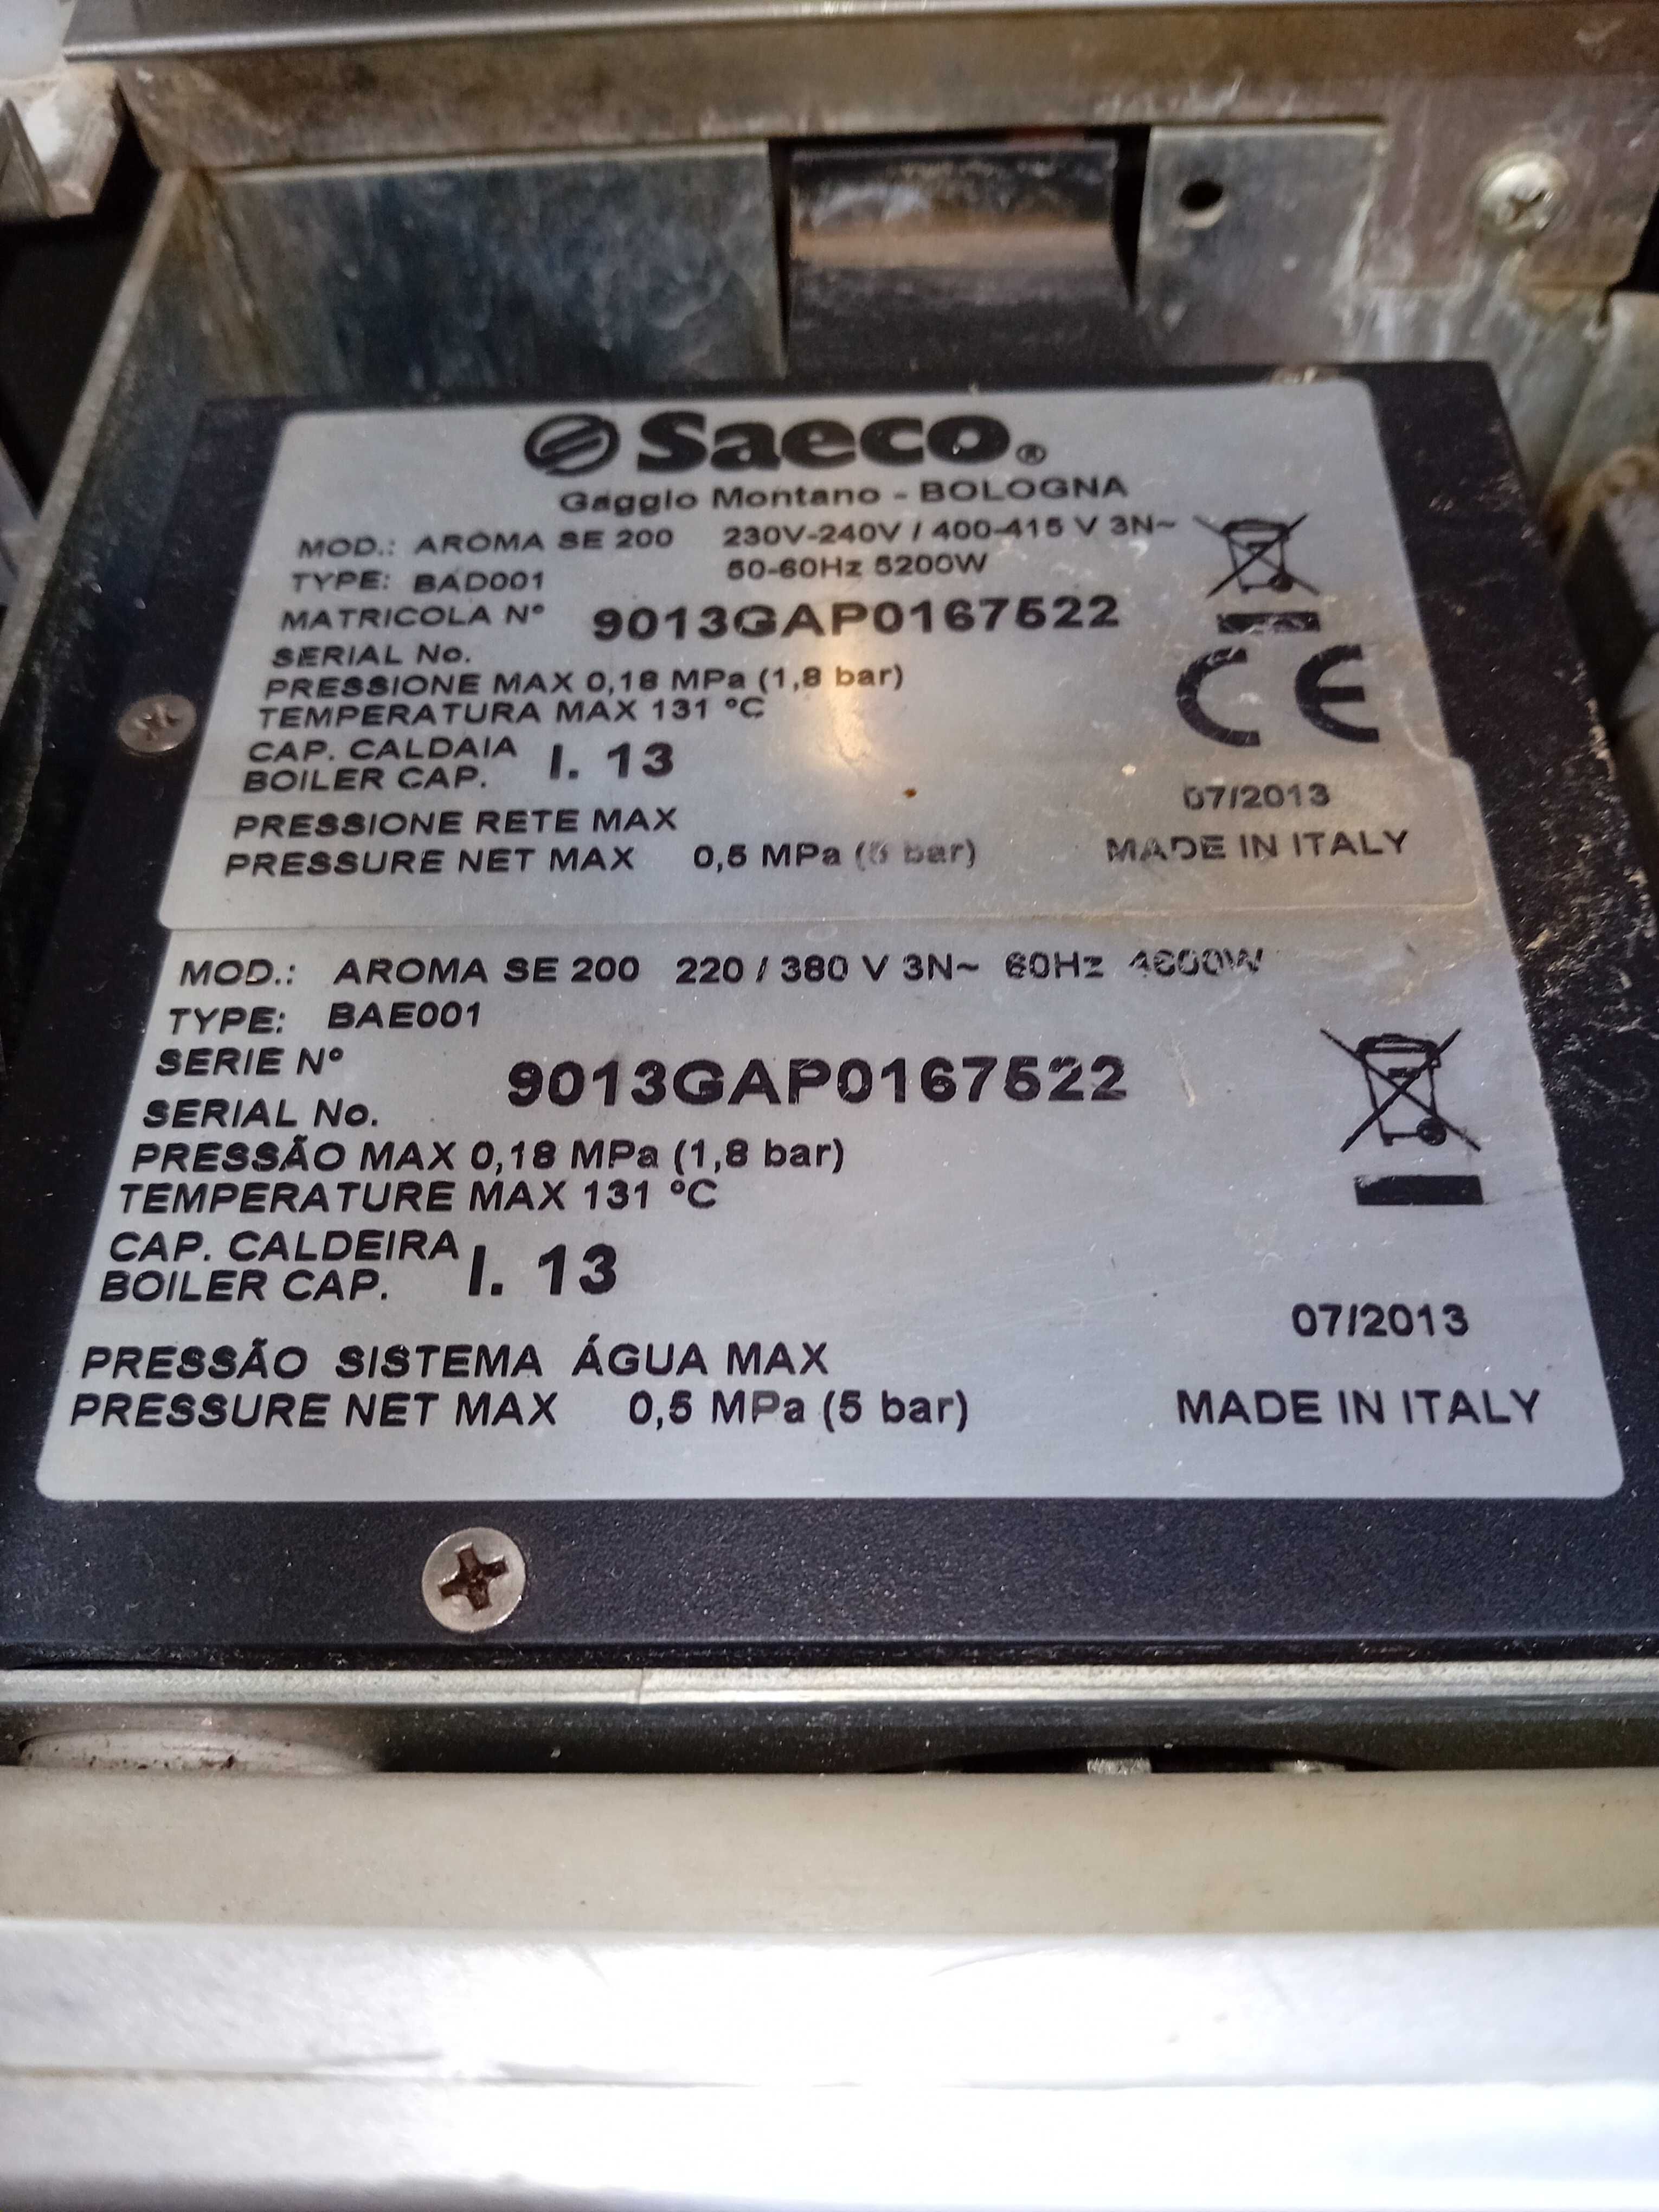 Saeco®
Gaggio Montano - BOLOGNA
MOD.: AROMA SE 200 230V-240V / 400-415 V 3N~
TYPE: BAD001 50-60Hz 5200W
MATRICOLA N° 9013GAP0167522
SERIAL No.
PRESSIONE MAX 0,18 MPa (1,8 bar)
TEMPERATURA MAX 131 °C
CAP. CALDAIA l. 13
BOILER CAP.
CE
07/2013
PRESSIONE RETE MAX
PRESSURE NET MAX 0,5 MPa (5 bar)
MADE IN ITALY
MOD.: AROMA SE 200 220 / 380 V 3N~ 60Hz 4600W
TYPE: BAE001
SERIE N° 9013GAP0167522
SERIAL No.
PRESSÃO MAX 0,18 MPa (1,8 bar)
TEMPERATURE MAX 131 °C
CAP. CALDEIRA l. 13
BOILER CAP.
07/2013
PRESSÃO SISTEMA ÁGUA MAX
PRESSURE NET MAX 0,5 MPa (5 bar)
MADE IN ITALY